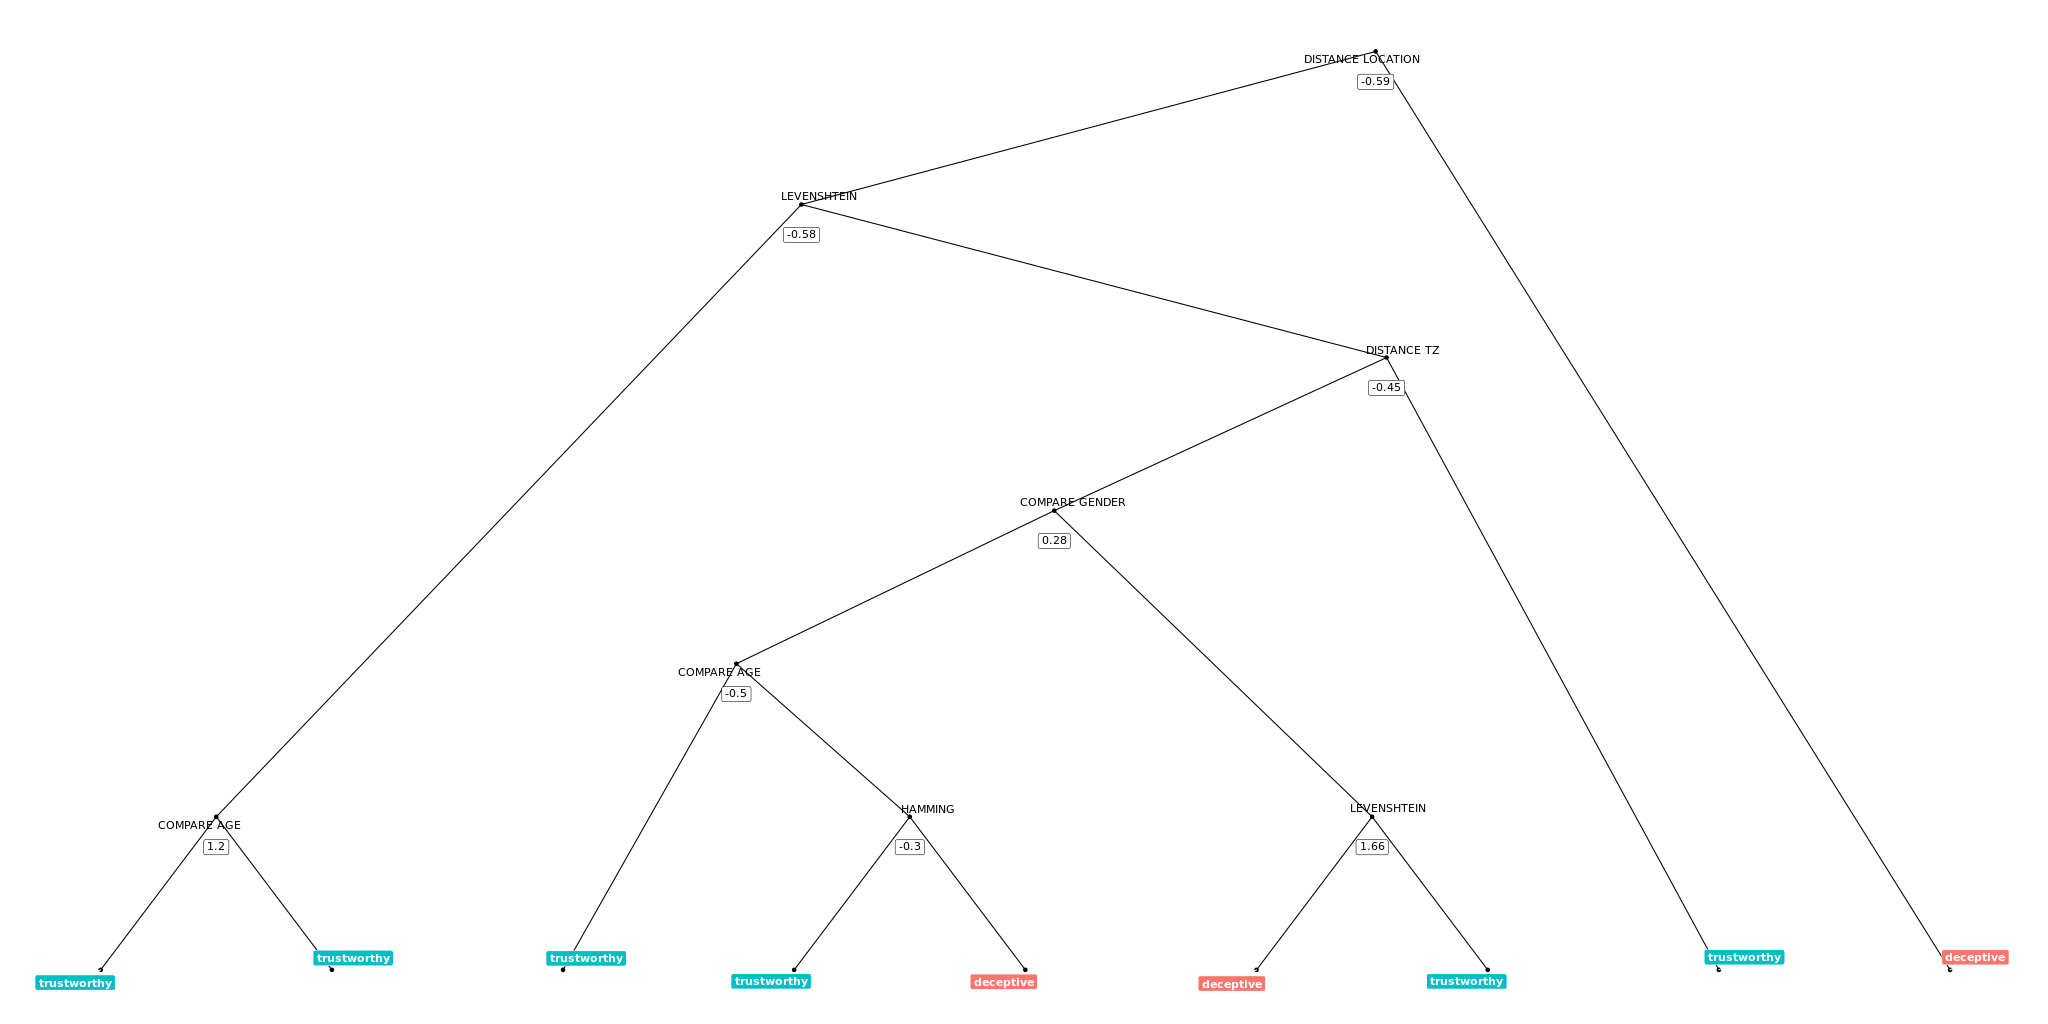 DISTANCE LOCATION
-0.59
LEVENSHTEIN
-0.58
DISTANCE TZ
-0.45
COMPARE GENDER
0.28
COMPARE AGE
-0.5
HAMMING
LEVENSHTEIN
COMPARE AGE
1.2
-0.3
1.66
trustworthy
trustworthy
trustworthy
trustworthy
deceptive
deceptive
trustworthy
trustworthy
deceptive